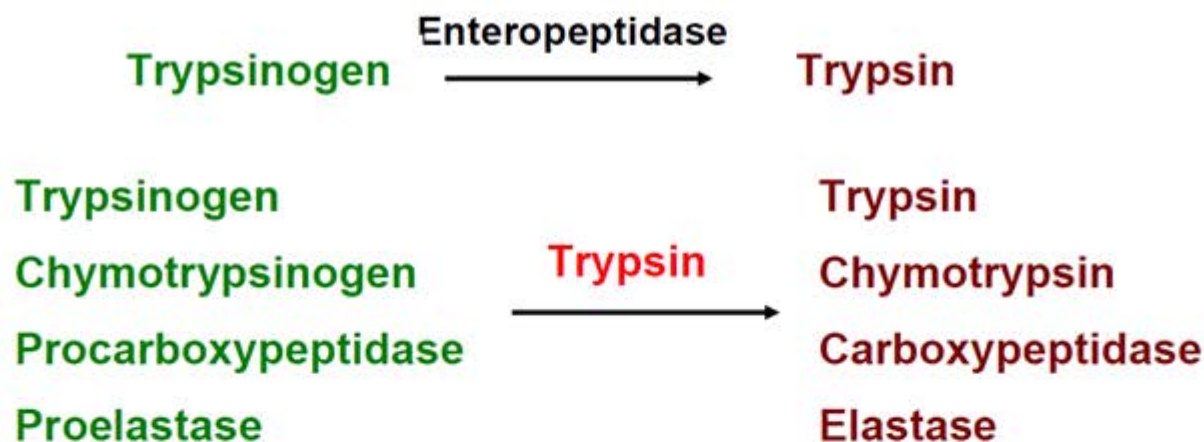 Enteropeptidase
Trypsinogen Trypsin
Trypsinogen Trypsin
Chymotrypsinogen Trypsin Chymotrypsin
Procarboxypeptidase Carboxypeptidase
Proelastase Elastase